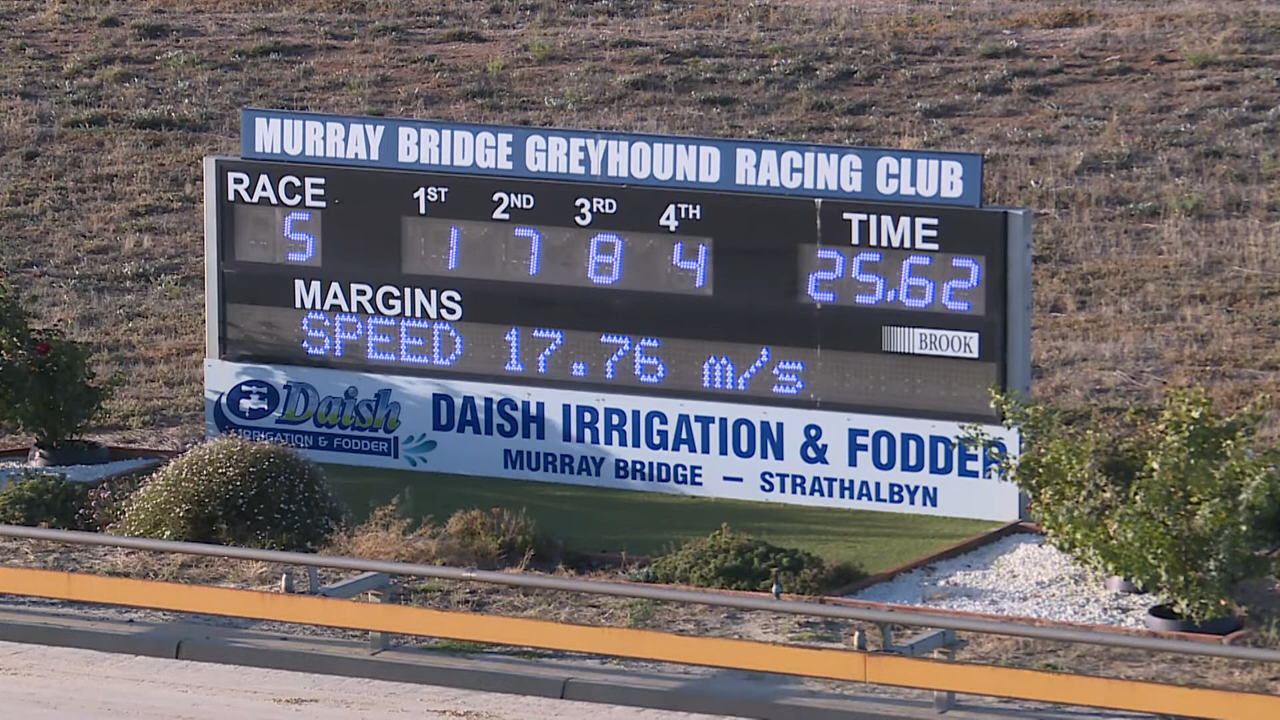 MURRAY BRIDGE GREYHOUND RACING CLUB
RACE 1ST 2ND 3RD 4TH TIME
5 1 7 8 4 25.62
MARGINS
BROOK
SPEED 17.76 m/s
Daish
IRRIGATION & FODDER
DAISH IRRIGATION & FODDER
MURRAY BRIDGE – STRATHALBYN